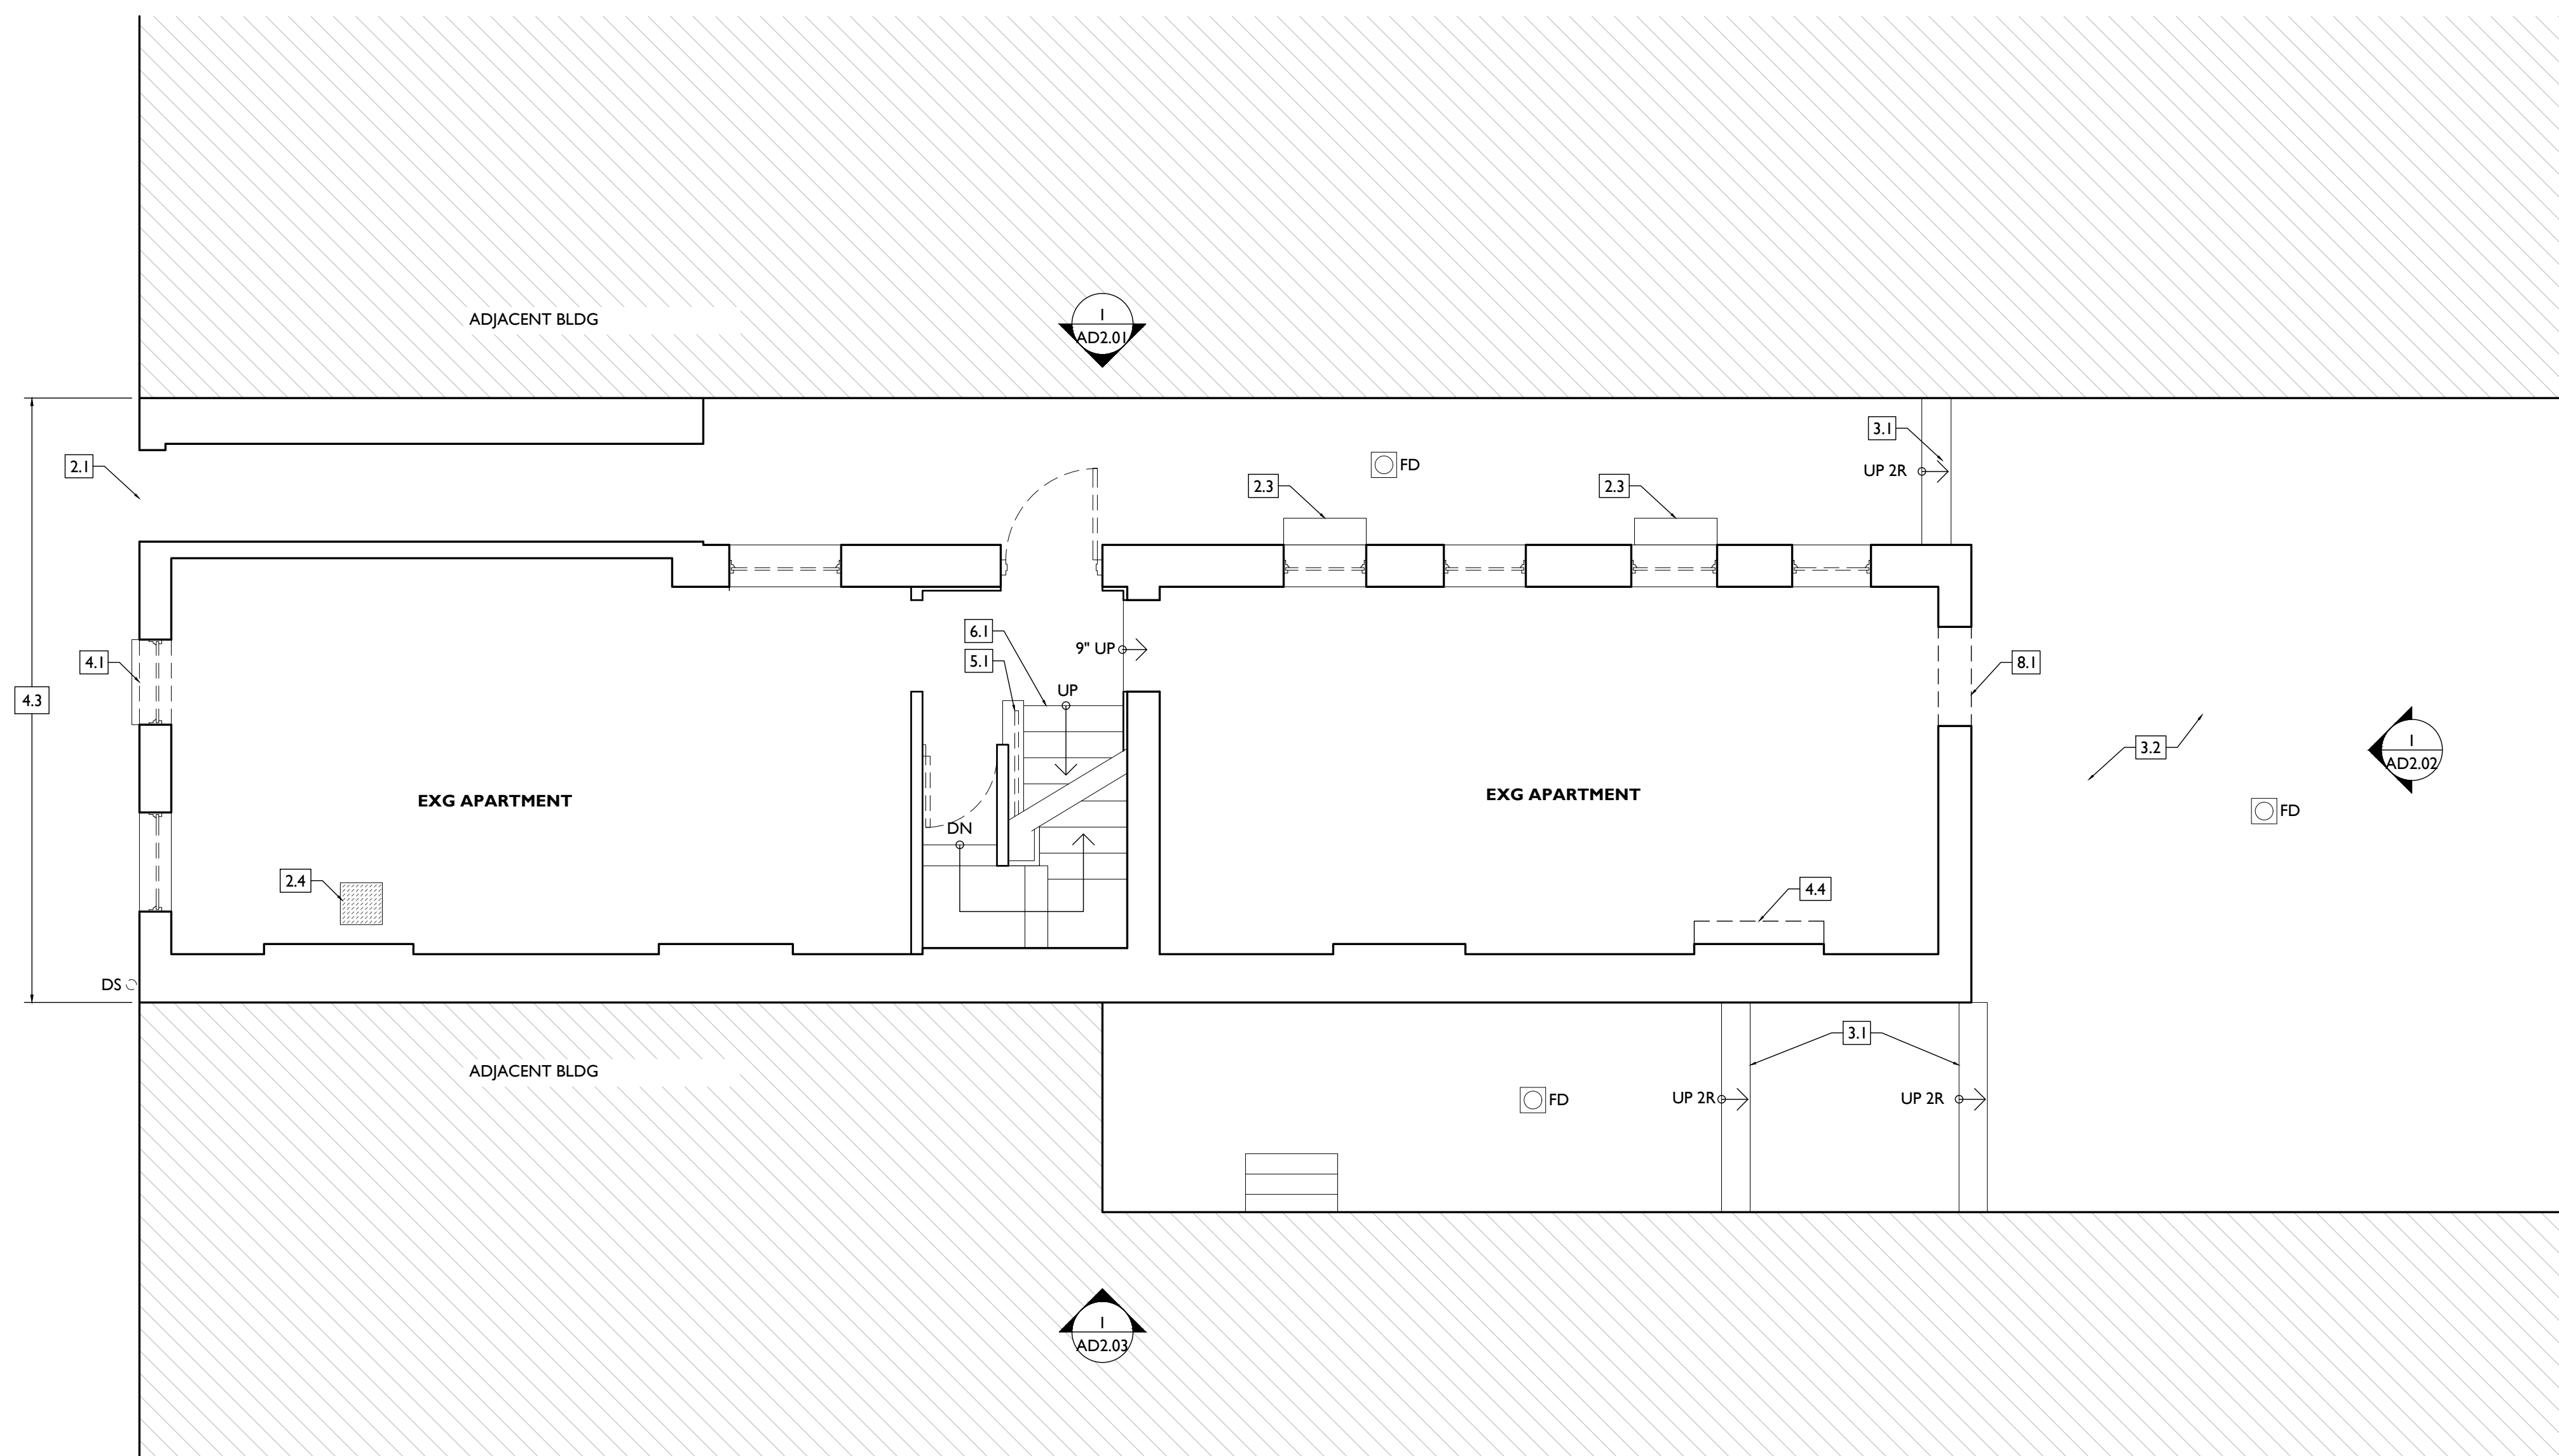 ADJACENT BLDG
1
AD2.01
3.1
2.1
FD
UP 2R
2.3
2.3
6.1
9" UP
5.1
4.1
8.1
UP
4.3
3.2
1
AD2.02
EXG APARTMENT
EXG APARTMENT
FD
DN
2.4
4.4
DS
3.1
ADJACENT BLDG
UP 2R
UP 2R
FD
1
AD2.03